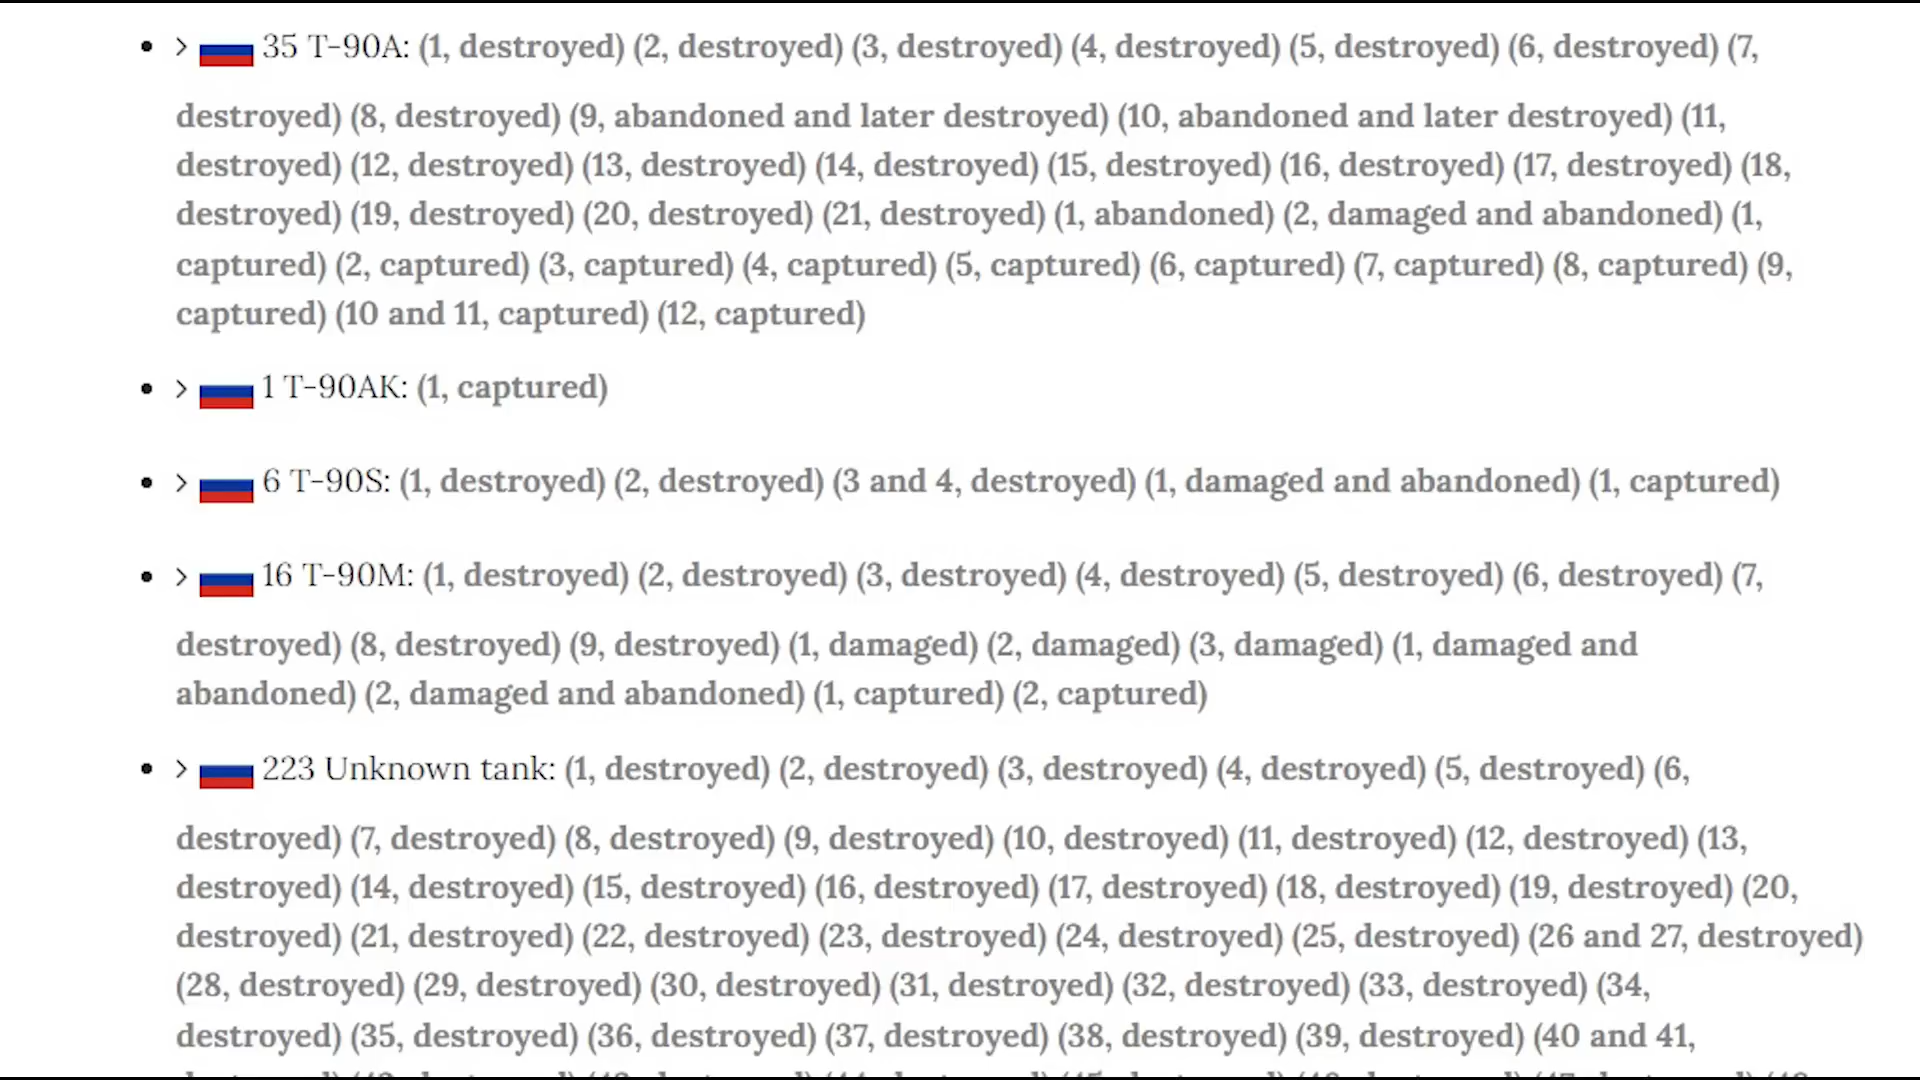 > 35 T-90A: (1, destroyed) (2, destroyed) (3, destroyed) (4, destroyed) (5, destroyed) (6, destroyed) (7,
destroyed) (8, destroyed) (9, abandoned and later destroyed) (10, abandoned and later destroyed) (11,
destroyed) (12, destroyed) (13, destroyed) (14, destroyed) (15, destroyed) (16, destroyed) (17, destroyed) (18,
destroyed) (19, destroyed) (20, destroyed) (21, destroyed) (1, abandoned) (2, damaged and abandoned) (1,
captured) (2, captured) (3, captured) (4, captured) (5, captured) (6, captured) (7, captured) (8, captured) (9,
captured) (10 and 11, captured) (12, captured)
> 1 T-90AK: (1, captured)
> 6 T-90S: (1, destroyed) (2, destroyed) (3 and 4, destroyed) (1, damaged and abandoned) (1, captured)
> 16 T-90M: (1, destroyed) (2, destroyed) (3, destroyed) (4, destroyed) (5, destroyed) (6, destroyed) (7,
destroyed) (8, destroyed) (9, destroyed) (1, damaged) (2, damaged) (3, damaged) (1, damaged and
abandoned) (2, damaged and abandoned) (1, captured) (2, captured)
> 223 Unknown tank: (1, destroyed) (2, destroyed) (3, destroyed) (4, destroyed) (5, destroyed) (6,
destroyed) (7, destroyed) (8, destroyed) (9, destroyed) (10, destroyed) (11, destroyed) (12, destroyed) (13,
destroyed) (14, destroyed) (15, destroyed) (16, destroyed) (17, destroyed) (18, destroyed) (19, destroyed) (20,
destroyed) (21, destroyed) (22, destroyed) (23, destroyed) (24, destroyed) (25, destroyed) (26 and 27, destroyed)
(28, destroyed) (29, destroyed) (30, destroyed) (31, destroyed) (32, destroyed) (33, destroyed) (34,
destroyed) (35, destroyed) (36, destroyed) (37, destroyed) (38, destroyed) (39, destroyed) (40 and 41,